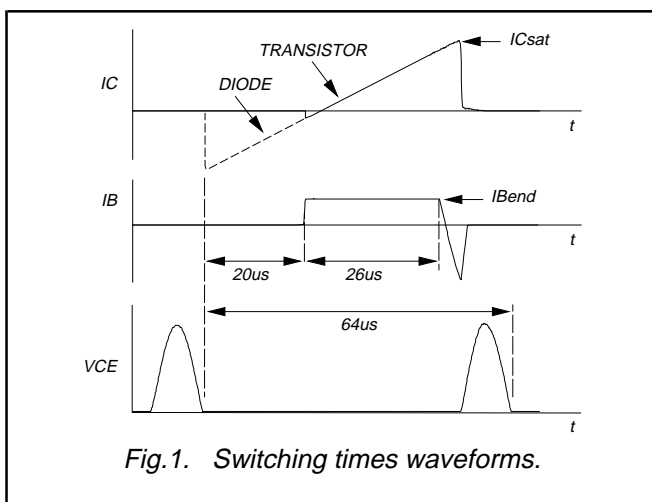 ICsat
TRANSISTOR
DIODE
IC
t
IB
IBend
t
20us
26us
64us
VCE
t
Fig.1. Switching times waveforms.